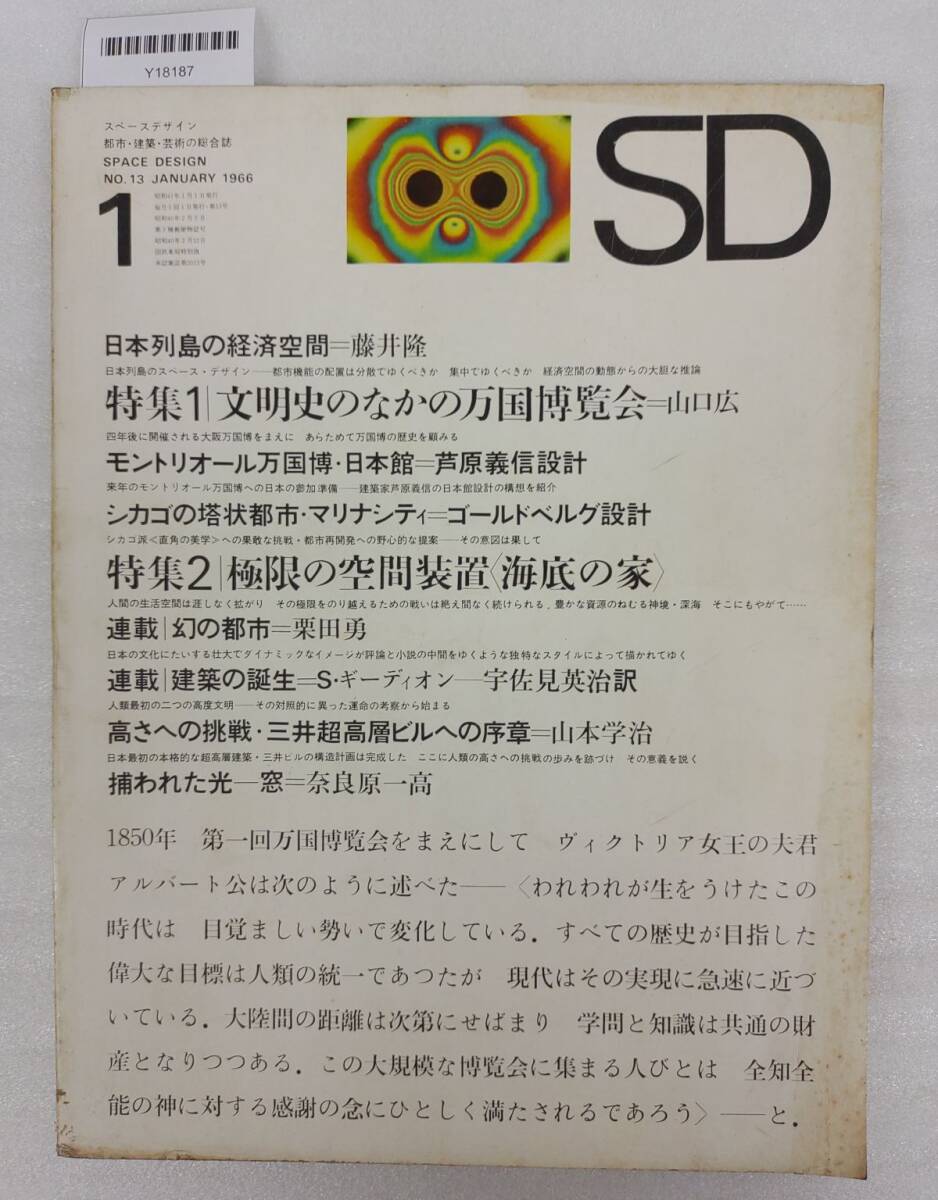 Y18187
スペースデザイン
都市・建築・芸術の総合誌
SPACE DESIGN
NO. 13 JANUARY 1966
1
SD
日本列島の経済空間=藤井隆
日本列島のスペース・デザイン——都市機能の配置は分散でゆくべきか 集中でゆくべきか 経済空間の動態からの大胆な推論
特集1|文明史のなかの万国博覧会=山口広
四年後に開催される大阪万国博をまえに あらためて万国博の歴史を顧みる
モントリオール万国博・日本館=芦原義信設計
来年のモントリオール万国博への日本の参加準備——建築家芦原義信の日本館設計の構想を紹介
シカゴの塔状都市・マリナシティ=ゴールドベルグ設計
シカゴ派<直角の美学>への果敢な挑戦・都市再開発への野心的な提案——その意図は果して
特集2|極限の空間装置〈海底の家〉
人間の生活空間は涯しなく拡がり その極限をのり越えるための戦いは絶え間なく続けられる．豊かな資源のねむる神境・深海 そこにもやがて……
連載|幻の都市=栗田勇
日本の文化にたいする壮大でダイナミックなイメージが評論と小説の中間をゆくような独特なスタイルによって描かれてゆく
連載|建築の誕生=S・ギーディオン—宇佐見英治訳
人類最初の二つの高度文明——その対照的に異った運命の考察から始まる
高さへの挑戦・三井超高層ビルへの序章=山本学治
日本最初の本格的な超高層建築・三井ビルの構造計画は完成した ここに人類の高さへの挑戦の歩みを跡づけ その意義を説く
捕われた光—窓=奈良原一高
1850年 第一回万国博覧会をまえにして ヴィクトリア女王の夫君
アルバート公は次のように述べた——〈われわれが生をうけたこの
時代は 目覚ましい勢いで変化している．すべての歴史が目指した
偉大な目標は人類の統一であつたが 現代はその実現に急速に近づ
いている．大陸間の距離は次第にせばまり 学問と知識は共通の財
産となりつつある．この大規模な博覧会に集まる人びとは 全知全
能の神に対する感謝の念にひとしく満たされるであろう〉——と．